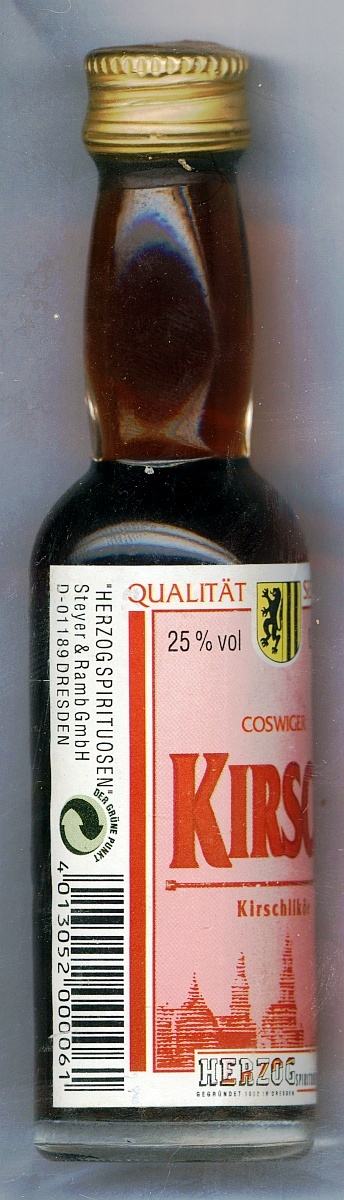 QUALITÄT
25 % vol
COSWIGER
KIRSC
Kirschlikö
HERZOG
"HERZOGSPIRITUOSEN"
Steyer & Ramb GmbH
D-01189 DRESDEN
DER GRÜNE PUNKT
4 013052 000061